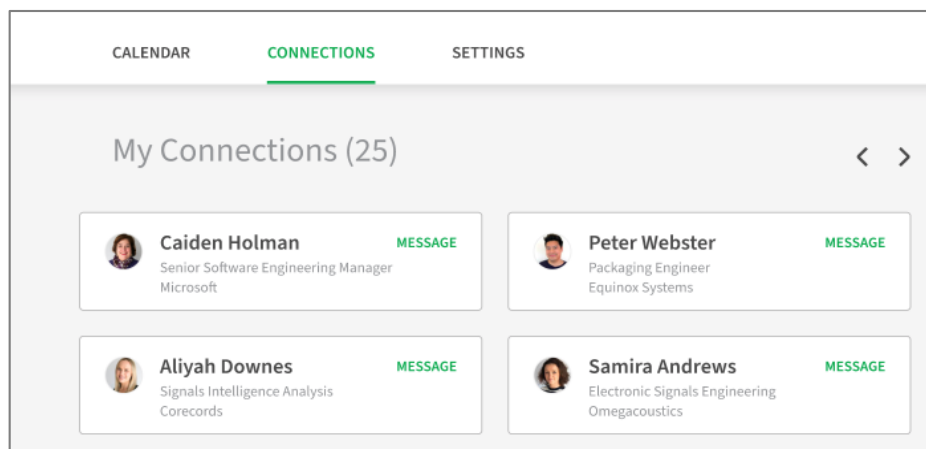 CALENDAR
CONNECTIONS
SETTINGS
My Connections (25)
Caiden Holman
MESSAGE
Senior Software Engineering Manager
Microsoft
Peter Webster
MESSAGE
Packaging Engineer
Equinox Systems
Aliyah Downes
MESSAGE
Signals Intelligence Analysis
Corecords
Samira Andrews
MESSAGE
Electronic Signals Engineering
Omegacoustics